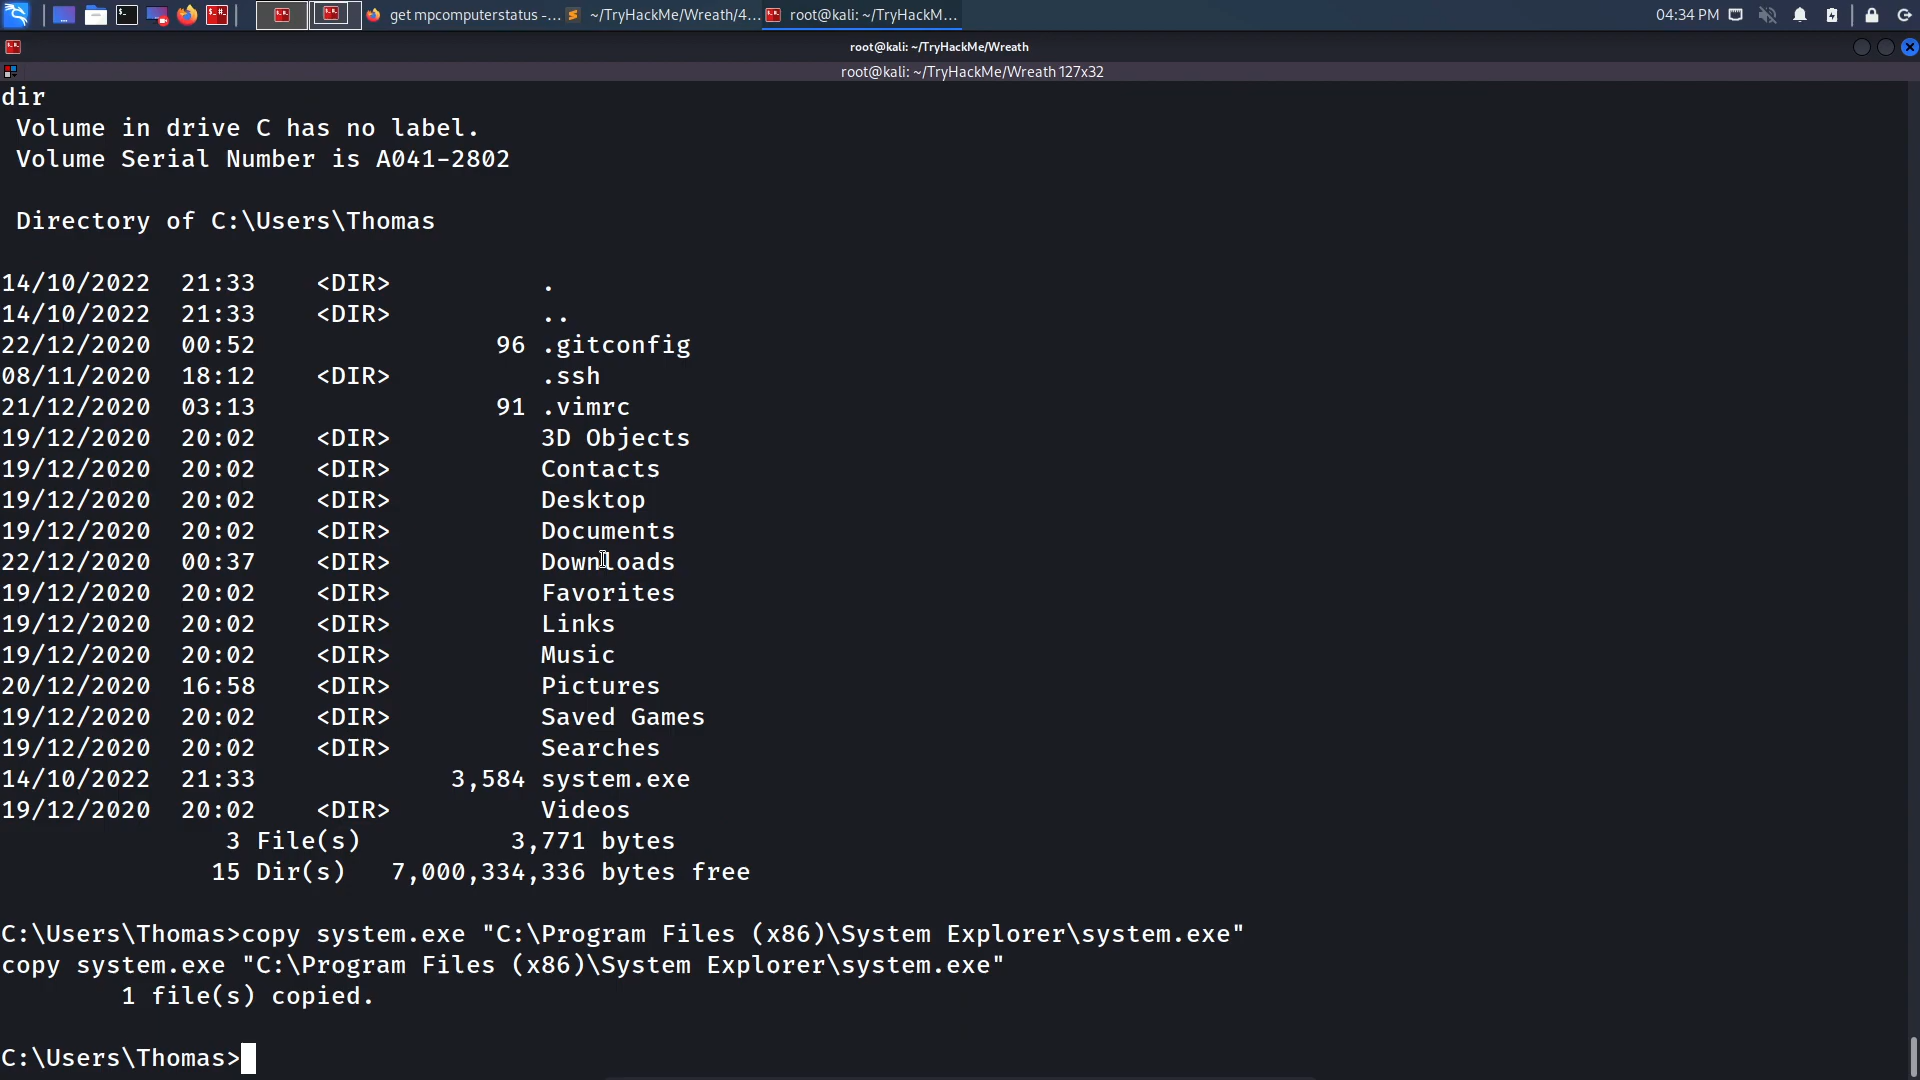 get mpcomputerstatus -...
~/TryHackMe/Wreath/4...
root@kali: ~/TryHackM...
04:34 PM
root@kali: ~/TryHackMe/Wreath
root@kali: ~/TryHackMe/Wreath 127x32
dir
Volume in drive C has no label.
Volume Serial Number is A041-2802
Directory of C:\Users\Thomas
14/10/2022  21:33    <DIR>          .
14/10/2022  21:33    <DIR>          ..
22/12/2020  00:52                96 .gitconfig
08/11/2020  18:12    <DIR>          .ssh
21/12/2020  03:13                91 .vimrc
19/12/2020  20:02    <DIR>          3D Objects
19/12/2020  20:02    <DIR>          Contacts
19/12/2020  20:02    <DIR>          Desktop
19/12/2020  20:02    <DIR>          Documents
22/12/2020  00:37    <DIR>          Downloads
19/12/2020  20:02    <DIR>          Favorites
19/12/2020  20:02    <DIR>          Links
19/12/2020  20:02    <DIR>          Music
20/12/2020  16:58    <DIR>          Pictures
19/12/2020  20:02    <DIR>          Saved Games
19/12/2020  20:02    <DIR>          Searches
14/10/2022  21:33             3,584 system.exe
19/12/2020  20:02    <DIR>          Videos
3 File(s)          3,771 bytes
15 Dir(s)   7,000,334,336 bytes free
C:\Users\Thomas>copy system.exe "C:\Program Files (x86)\System Explorer\system.exe"
copy system.exe "C:\Program Files (x86)\System Explorer\system.exe"
1 file(s) copied.
C:\Users\Thomas>